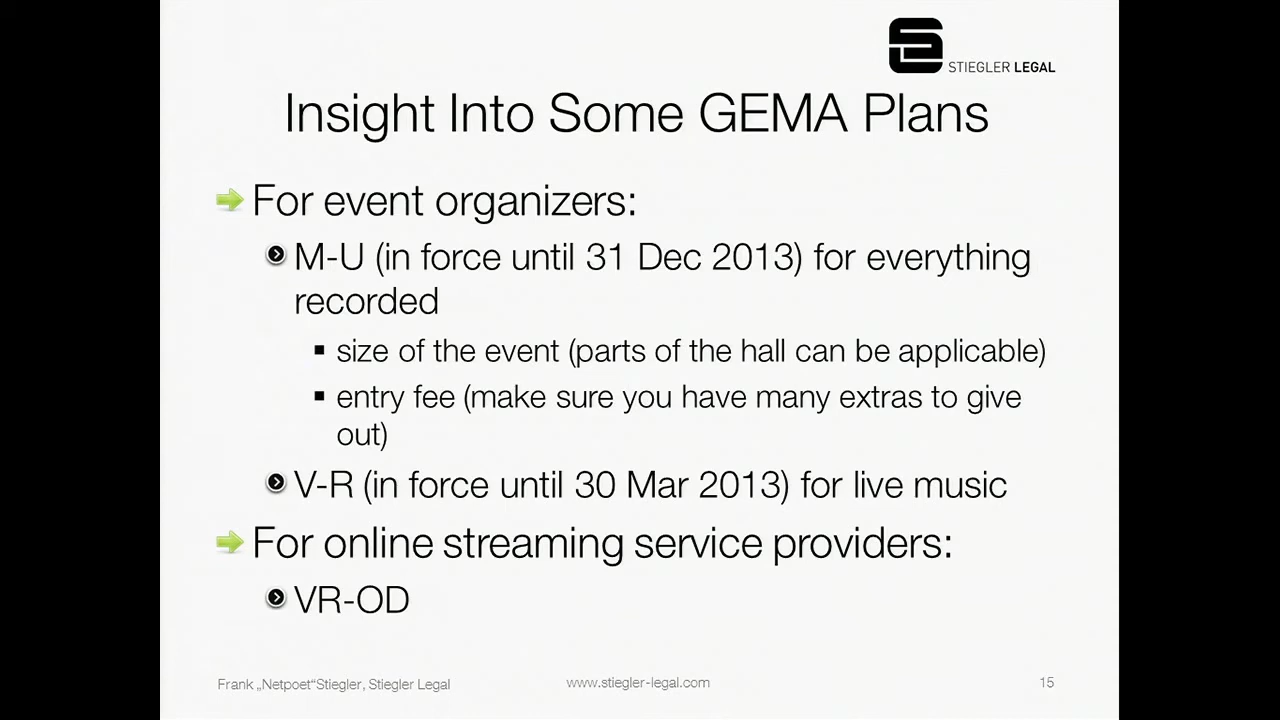 STIEGLER LEGAL
Insight Into Some GEMA Plans
For event organizers:
M-U (in force until 31 Dec 2013) for everything
recorded
size of the event (parts of the hall can be applicable)
entry fee (make sure you have many extras to give
out)
V-R (in force until 30 Mar 2013) for live music
For online streaming service providers:
VR-OD
Frank „Netpoet“Stiegler, Stiegler Legal
www.stiegler-legal.com
15